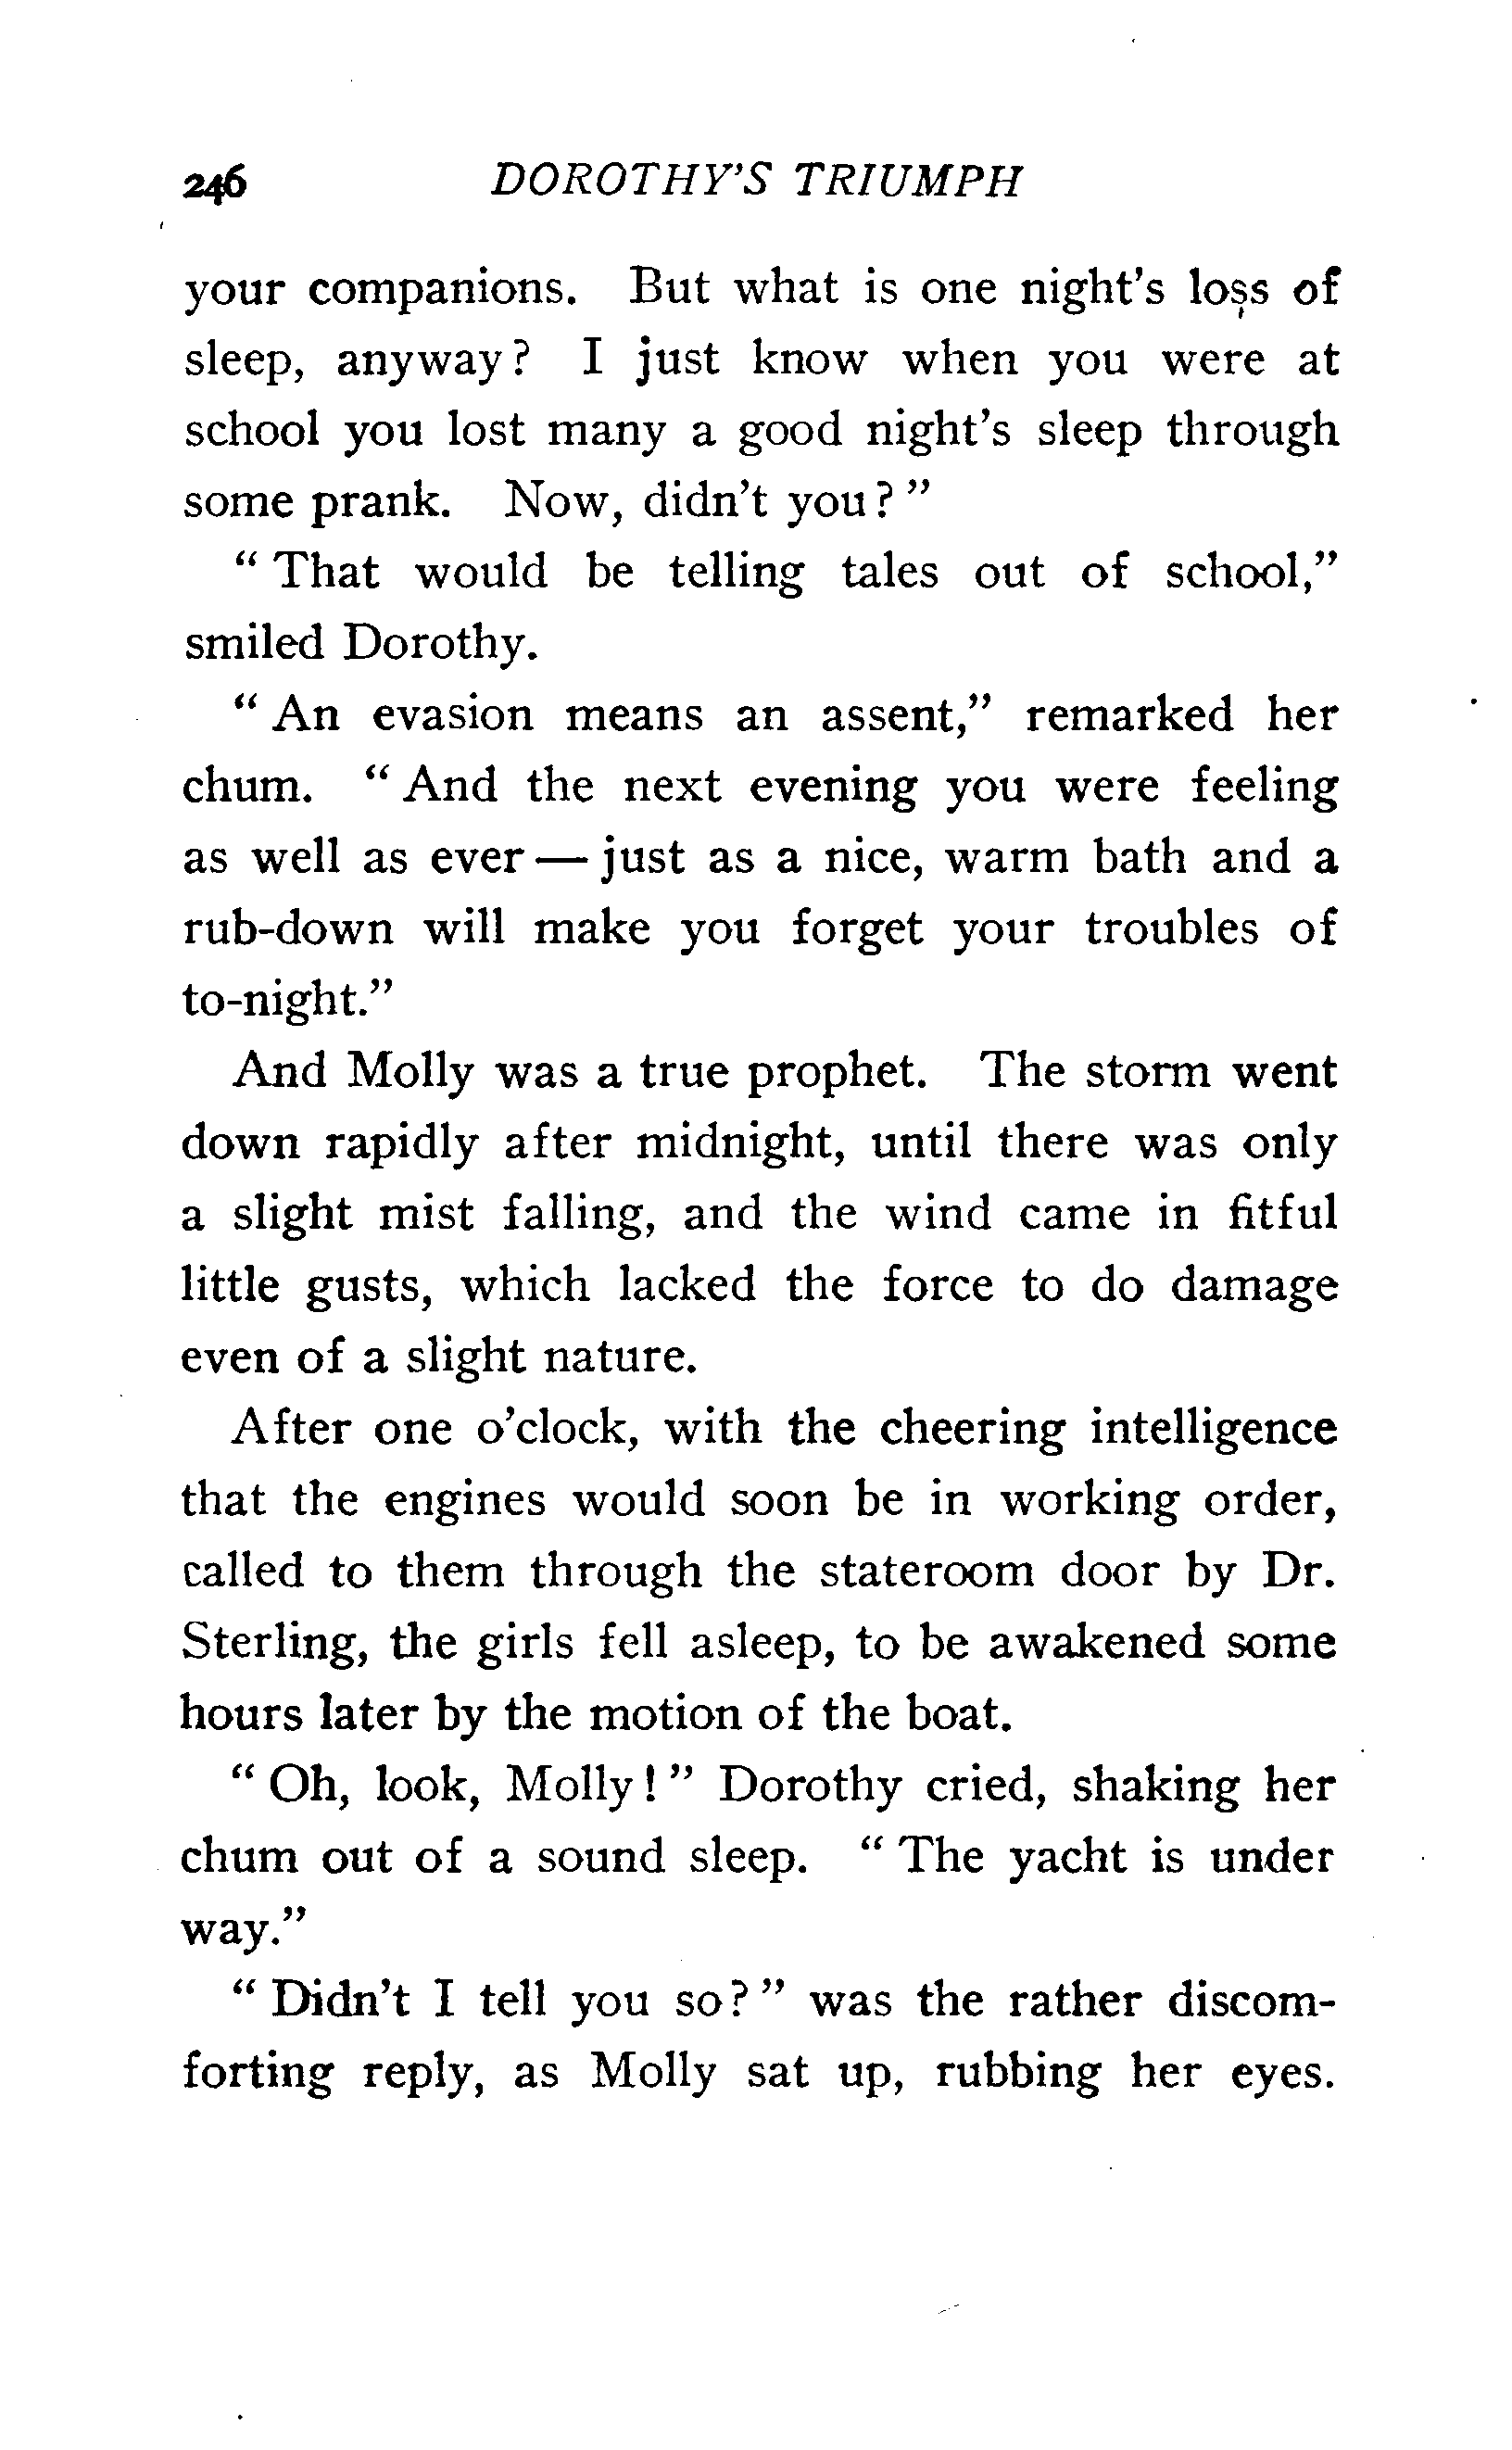 246 DOROTHY'S TRIUMPH
your companions. But what is one night's loss of
sleep, anyway? I just know when you were at
school you lost many a good night's sleep through
some prank. Now, didn't you?"
"That would be telling tales out of school,"
smiled Dorothy.
"An evasion means an assent," remarked her
chum. "And the next evening you were feeling
as well as ever—just as a nice, warm bath and a
rub-down will make you forget your troubles of
to-night."
And Molly was a true prophet. The storm went
down rapidly after midnight, until there was only
a slight mist falling, and the wind came in fitful
little gusts, which lacked the force to do damage
even of a slight nature.
After one o'clock, with the cheering intelligence
that the engines would soon be in working order,
called to them through the stateroom door by Dr.
Sterling, the girls fell asleep, to be awakened some
hours later by the motion of the boat.
"Oh, look, Molly!" Dorothy cried, shaking her
chum out of a sound sleep. "The yacht is under
way."
"Didn't I tell you so?" was the rather discom-
forting reply, as Molly sat up, rubbing her eyes.